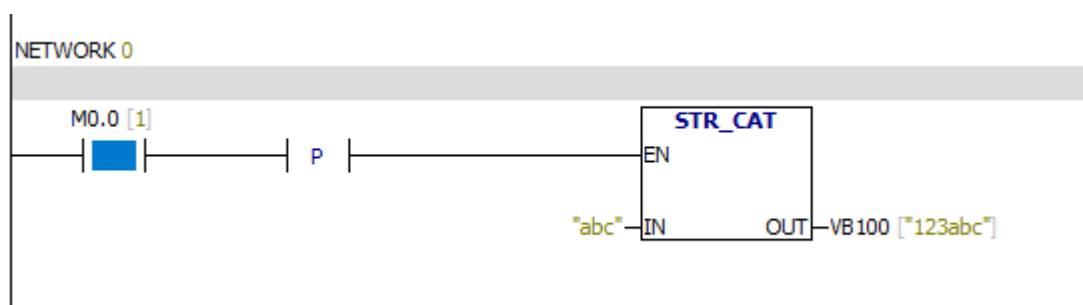 NETWORK 0
M0.0 [1]
STR_CAT
P
EN
"abc" IN OUT VB100 ["123abc"]